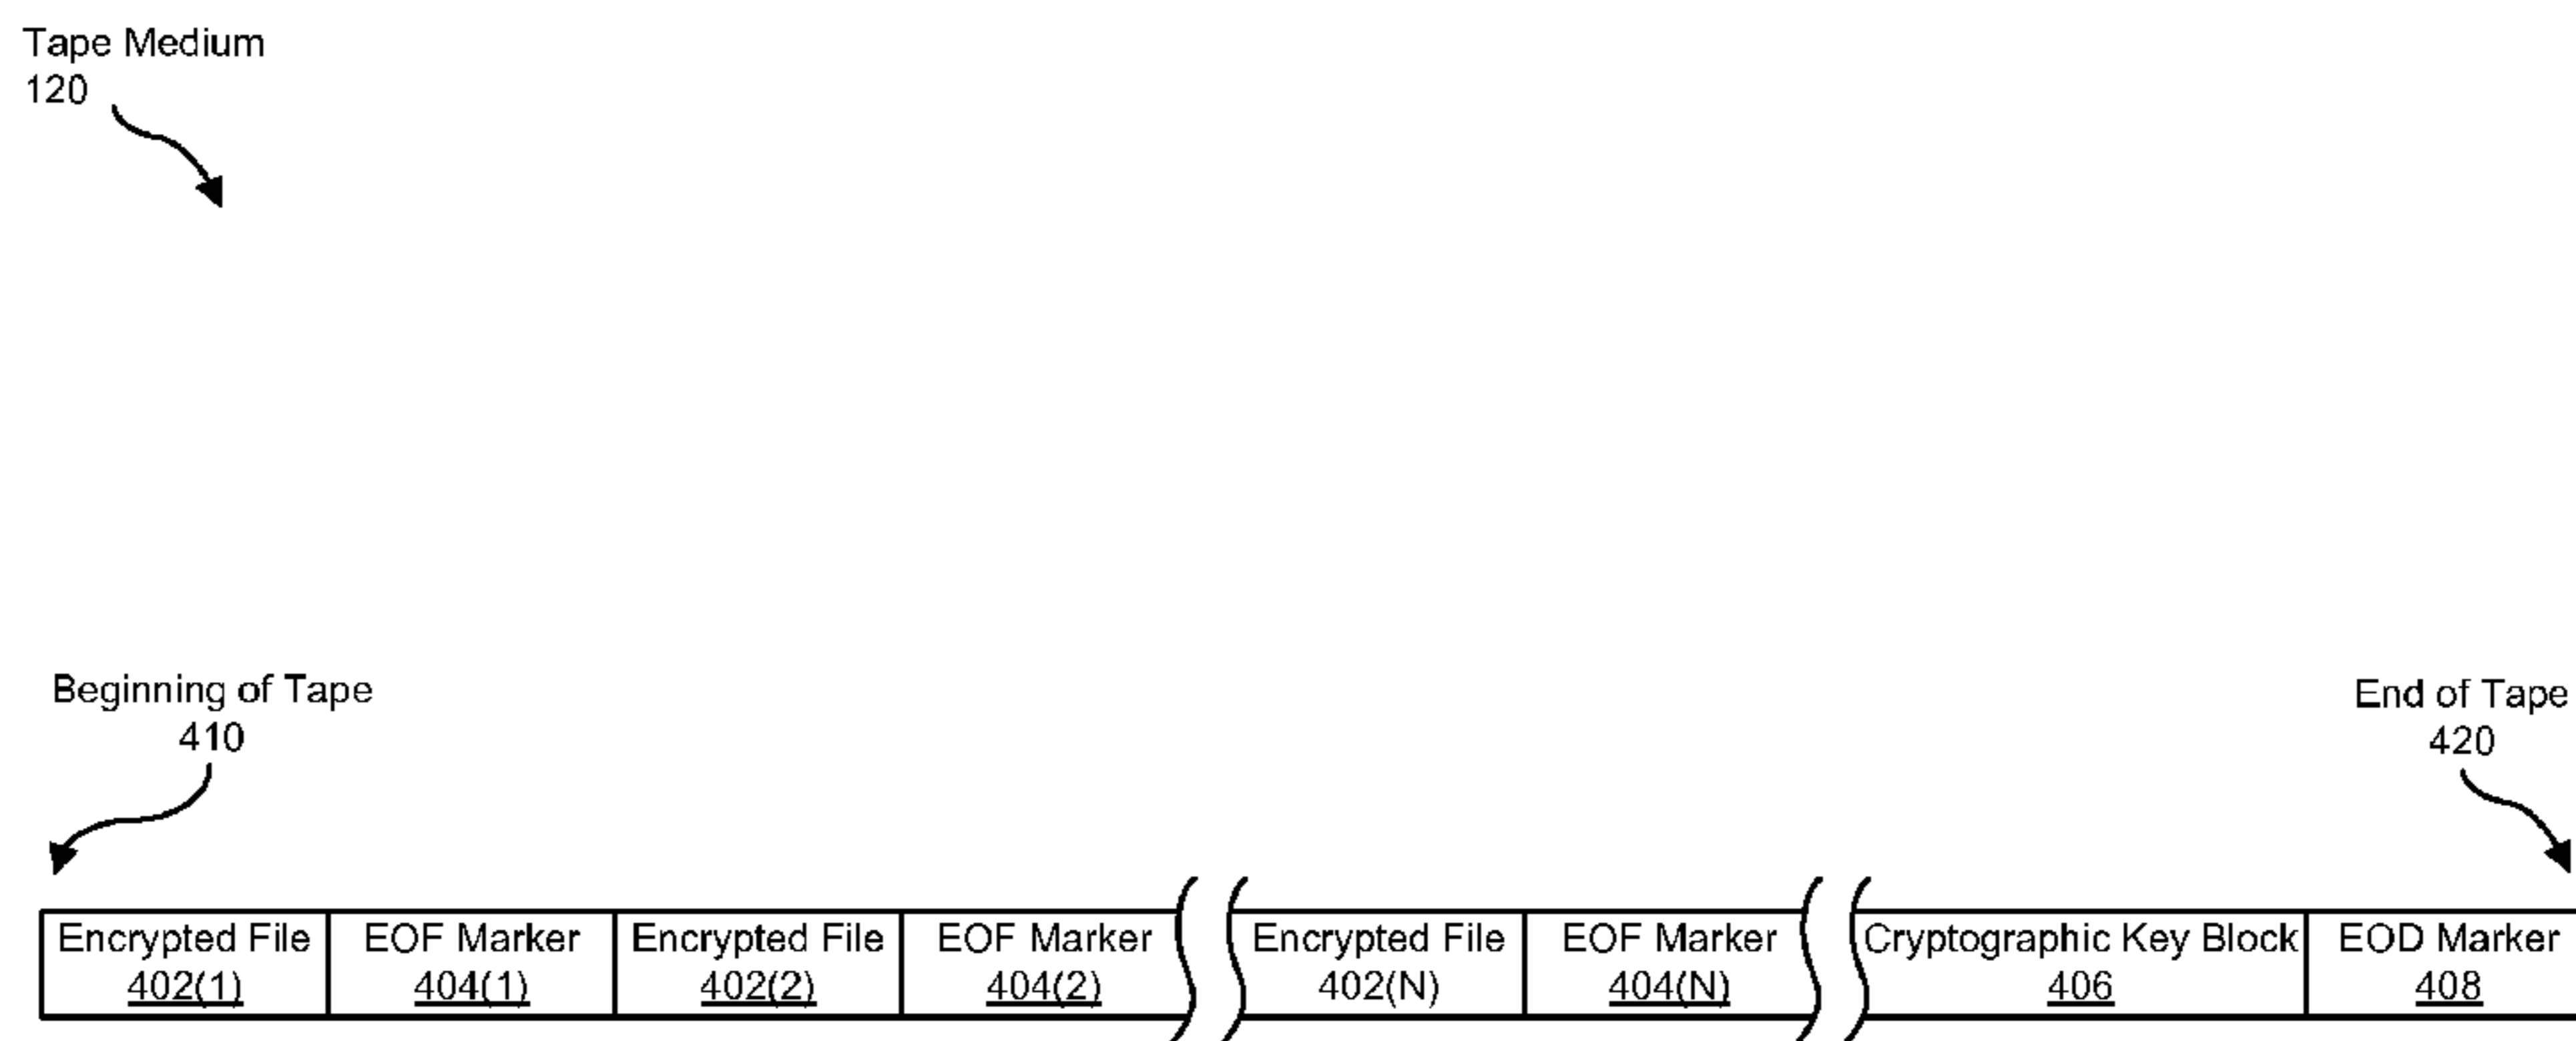 Tape Medium
120
Beginning of Tape
410
End of Tape
420
Encrypted File EOF Marker Encrypted File EOF Marker Encrypted File EOF Marker Cryptographic Key Block EOD Marker
402(1) 404(1) 402(2) 404(2) 402(N) 404(N) 406 408